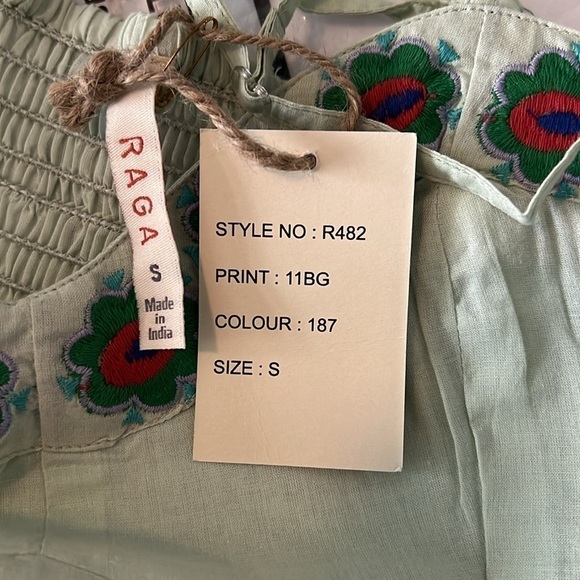 RAGA
S
Made
in
India
STYLE NO : R482
PRINT : 11BG
COLOUR : 187
SIZE : S